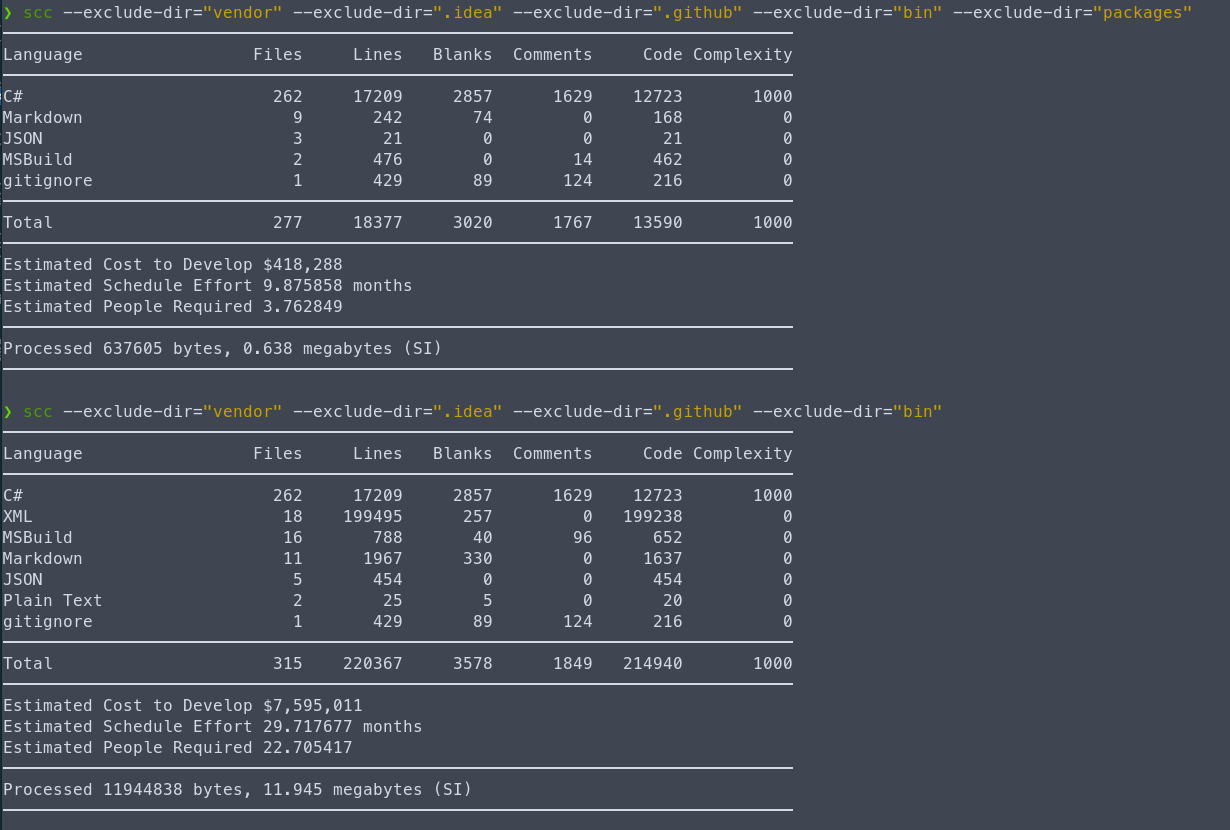 ❯ scc --exclude-dir="vendor" --exclude-dir=".idea" --exclude-dir=".github" --exclude-dir="bin" --exclude-dir="packages"
Language Files Lines Blanks Comments Code Complexity
C# 262 17209 2857 1629 12723 1000
Markdown 9 242 74 0 168 0
JSON 3 21 0 0 21 0
MSBuild 2 476 0 14 462 0
gitignore 1 429 89 124 216 0
Total 277 18377 3020 1767 13590 1000
Estimated Cost to Develop $418,288
Estimated Schedule Effort 9.875858 months
Estimated People Required 3.762849
Processed 637605 bytes, 0.638 megabytes (SI)
❯ scc --exclude-dir="vendor" --exclude-dir=".idea" --exclude-dir=".github" --exclude-dir="bin"
Language Files Lines Blanks Comments Code Complexity
C# 262 17209 2857 1629 12723 1000
XML 18 199495 257 0 199238 0
MSBuild 16 788 40 96 652 0
Markdown 11 1967 330 0 1637 0
JSON 5 454 0 0 454 0
Plain Text 2 25 5 0 20 0
gitignore 1 429 89 124 216 0
Total 315 220367 3578 1849 214940 1000
Estimated Cost to Develop $7,595,011
Estimated Schedule Effort 29.717677 months
Estimated People Required 22.705417
Processed 11944838 bytes, 11.945 megabytes (SI)